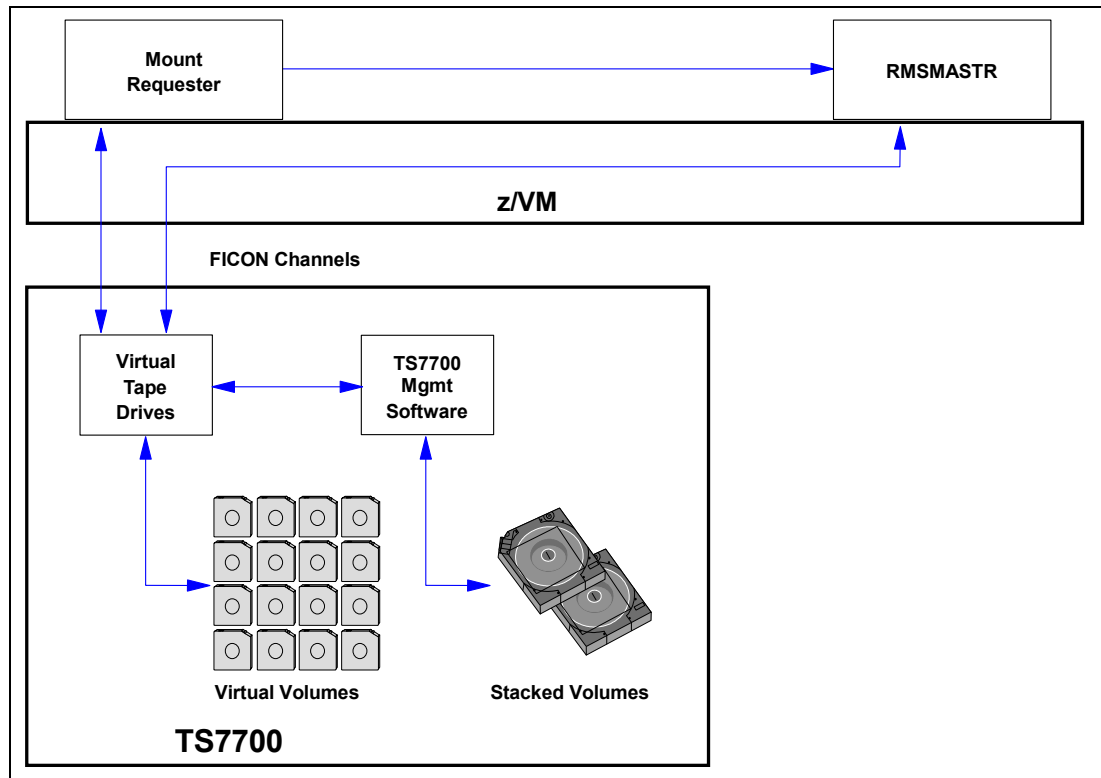 Mount
Requester
RMSMASTR
z/VM
FICON Channels
Virtual
Tape
Drives
TS7700
Mgmt
Software
Virtual Volumes
Stacked Volumes
TS7700